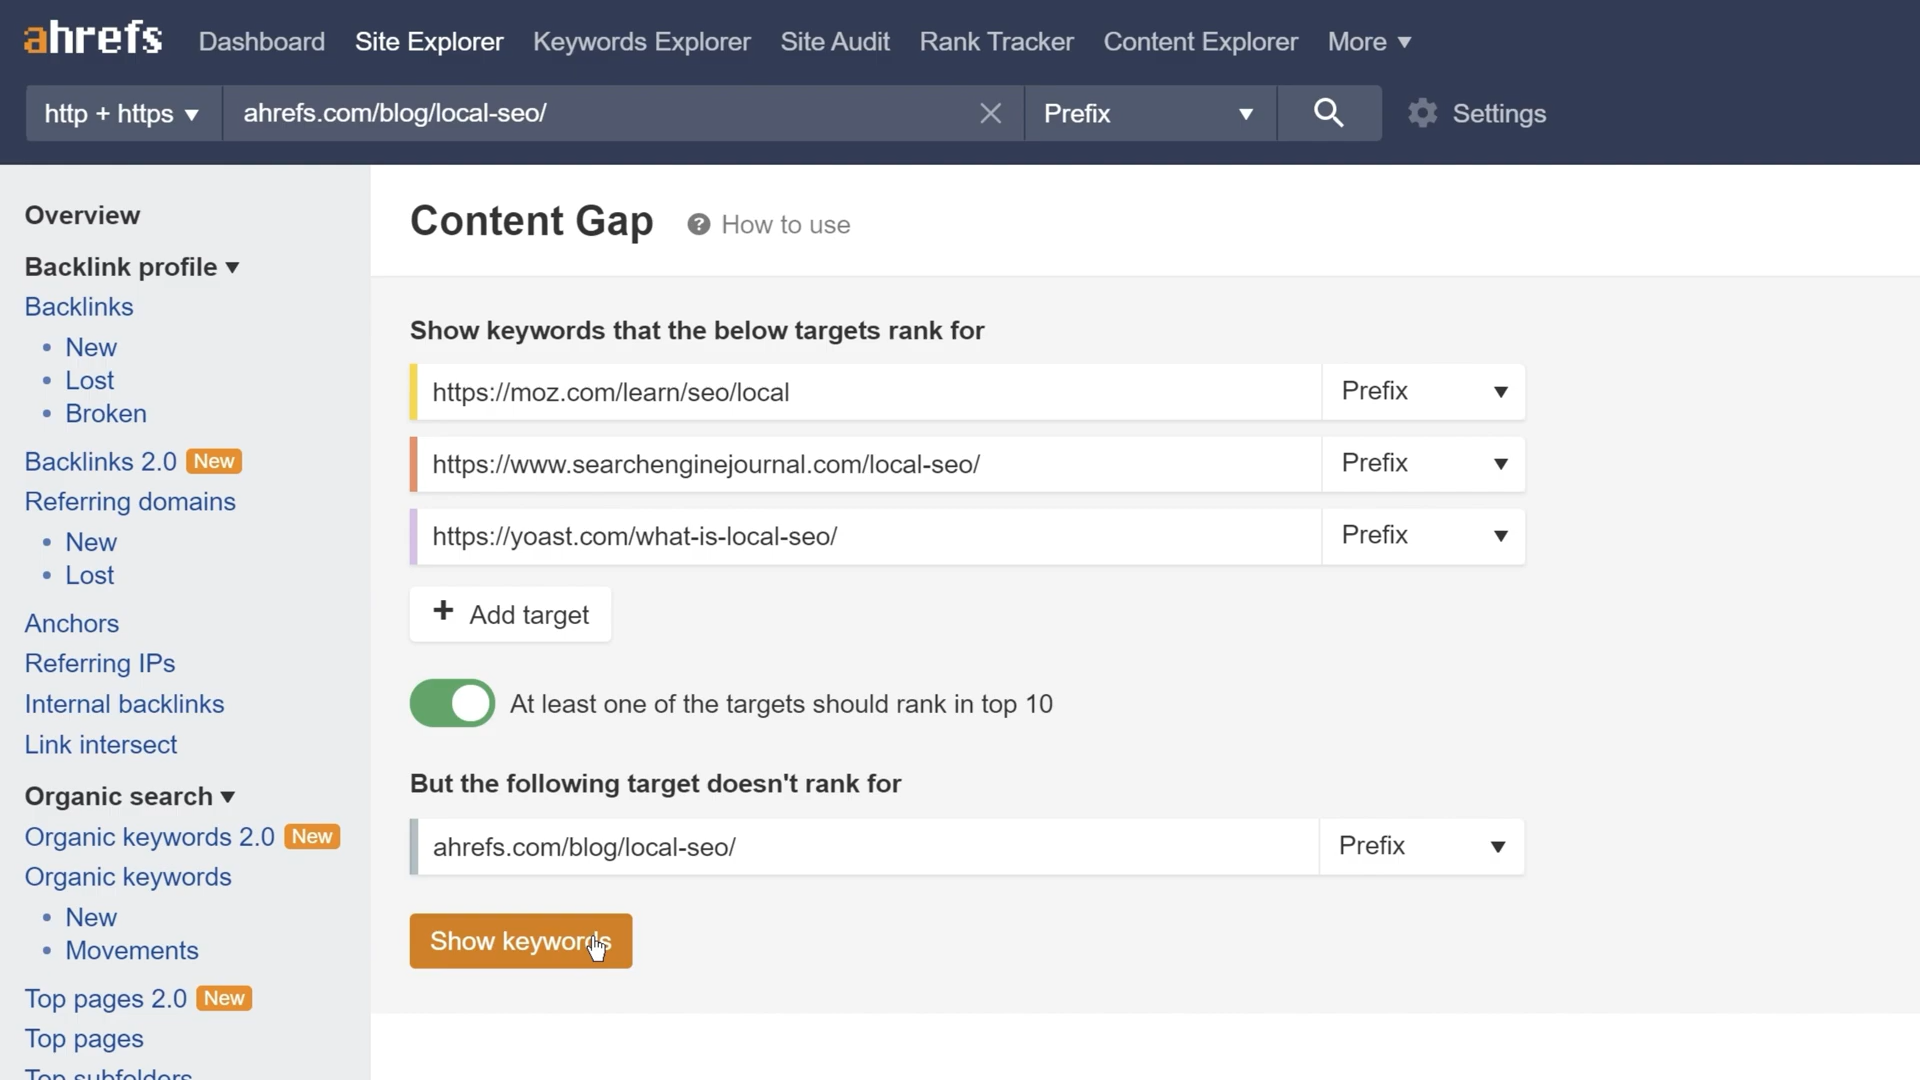 ahrefs Dashboard Site Explorer Keywords Explorer Site Audit Rank Tracker Content Explorer More
http + https ahrefs.com/blog/local-seo/ Prefix Settings
Overview
Backlink profile
Backlinks
New
Lost
Broken
Backlinks 2.0 New
Referring domains
New
Lost
Anchors
Referring IPs
Internal backlinks
Link intersect
Organic search
Organic keywords 2.0 New
Organic keywords
New
Movements
Top pages 2.0 New
Top pages
Top subfolders
Content Gap ? How to use
Show keywords that the below targets rank for
https://moz.com/learn/seo/local Prefix
https://www.searchenginejournal.com/local-seo/ Prefix
https://yoast.com/what-is-local-seo/ Prefix
+ Add target
At least one of the targets should rank in top 10
But the following target doesn't rank for
ahrefs.com/blog/local-seo/ Prefix
Show keywords